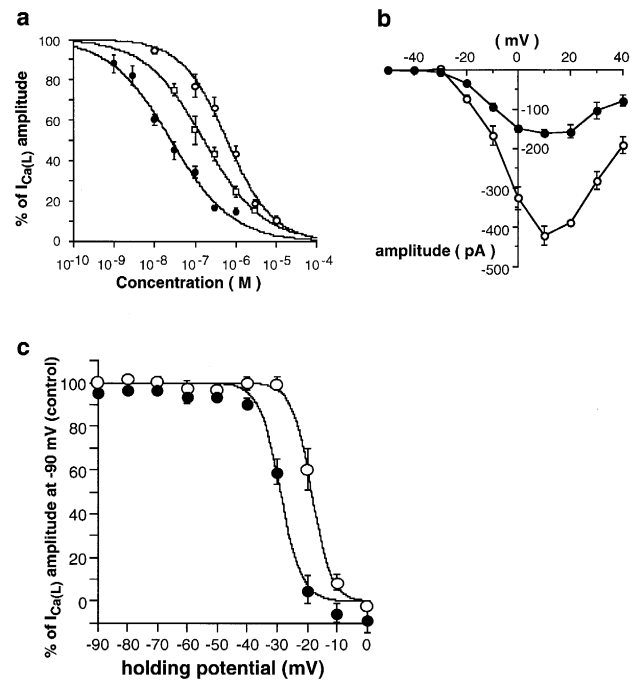 a
% of I Ca(L) amplitude
100
80
60
40
20
0
10-10 10-9 10-8 10-7 10-6 10-5 10-4
Concentration ( M )
b
( mV )
-40 -20 0 20 40
-100
-200
-300
-400
-500
amplitude ( pA )
c
% of I Ca(L) amplitude at -90 mV (control)
100
80
60
40
20
0
-90 -80 -70 -60 -50 -40 -30 -20 -10 0
holding potential (mV)